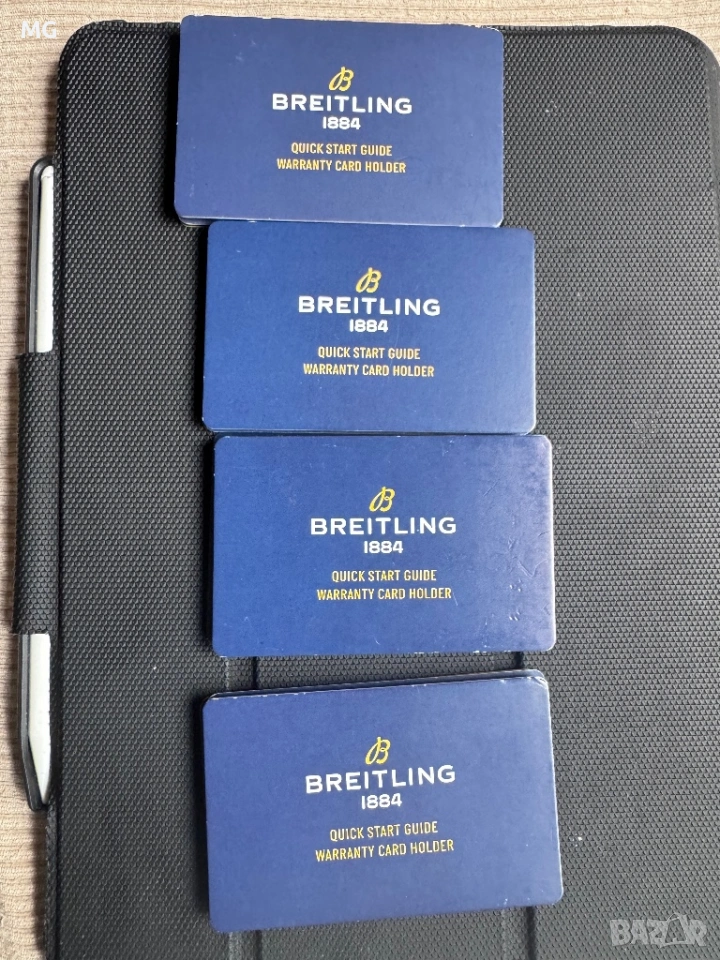 MG
B
BREITLING
1884
QUICK START GUIDE
WARRANTY CARD HOLDER
B
BREITLING
1884
QUICK START GUIDE
WARRANTY CARD HOLDER
B
BREITLING
1884
QUICK START GUIDE
WARRANTY CARD HOLDER
B
BREITLING
1884
QUICK START GUIDE
WARRANTY CARD HOLDER
BAZAR